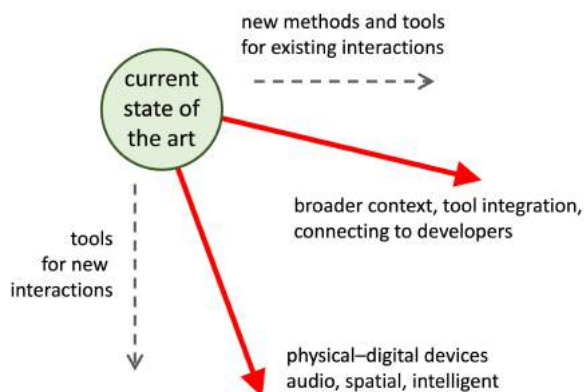 new methods and tools
for existing interactions
current
state of
the art
broader context, tool integration,
connecting to developers
tools
for new
interactions
physical–digital devices
audio, spatial, intelligent